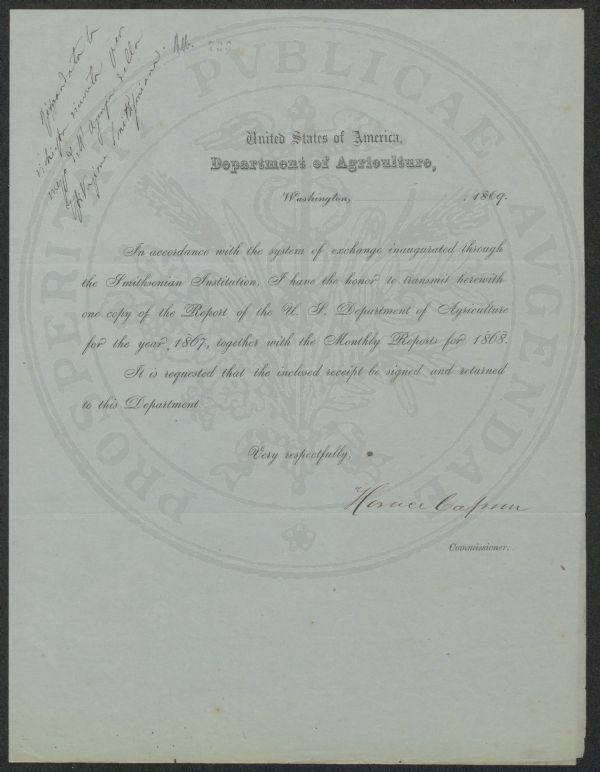 PROSPERITATI PVBLICAE AVGENDAE
United States of America,
Department of Agriculture,
Washington, 1869.
In accordance with the system of exchange inaugurated through
the Smithsonian Institution, I have the honor to transmit herewith
one copy of the Report of the U. S. Department of Agriculture
for the year 1867, together with the Monthly Reports for 1868.
It is requested that the inclosed receipt be signed and returned
to this Department.
Very respectfully,
Horace Capron
Commissioner.